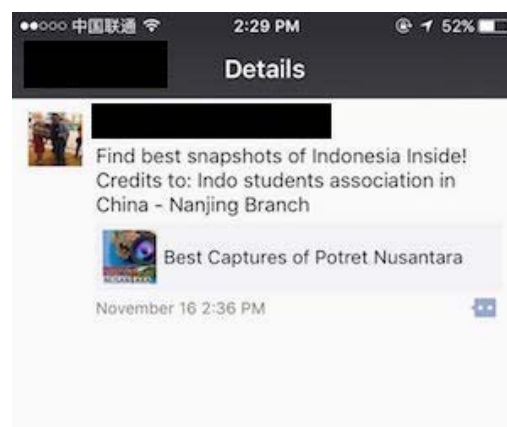 中国联通
2:29 PM
52%
Details
Find best snapshots of Indonesia Inside!
Credits to: Indo students association in
China - Nanjing Branch
Best Captures of Potret Nusantara
November 16 2:36 PM